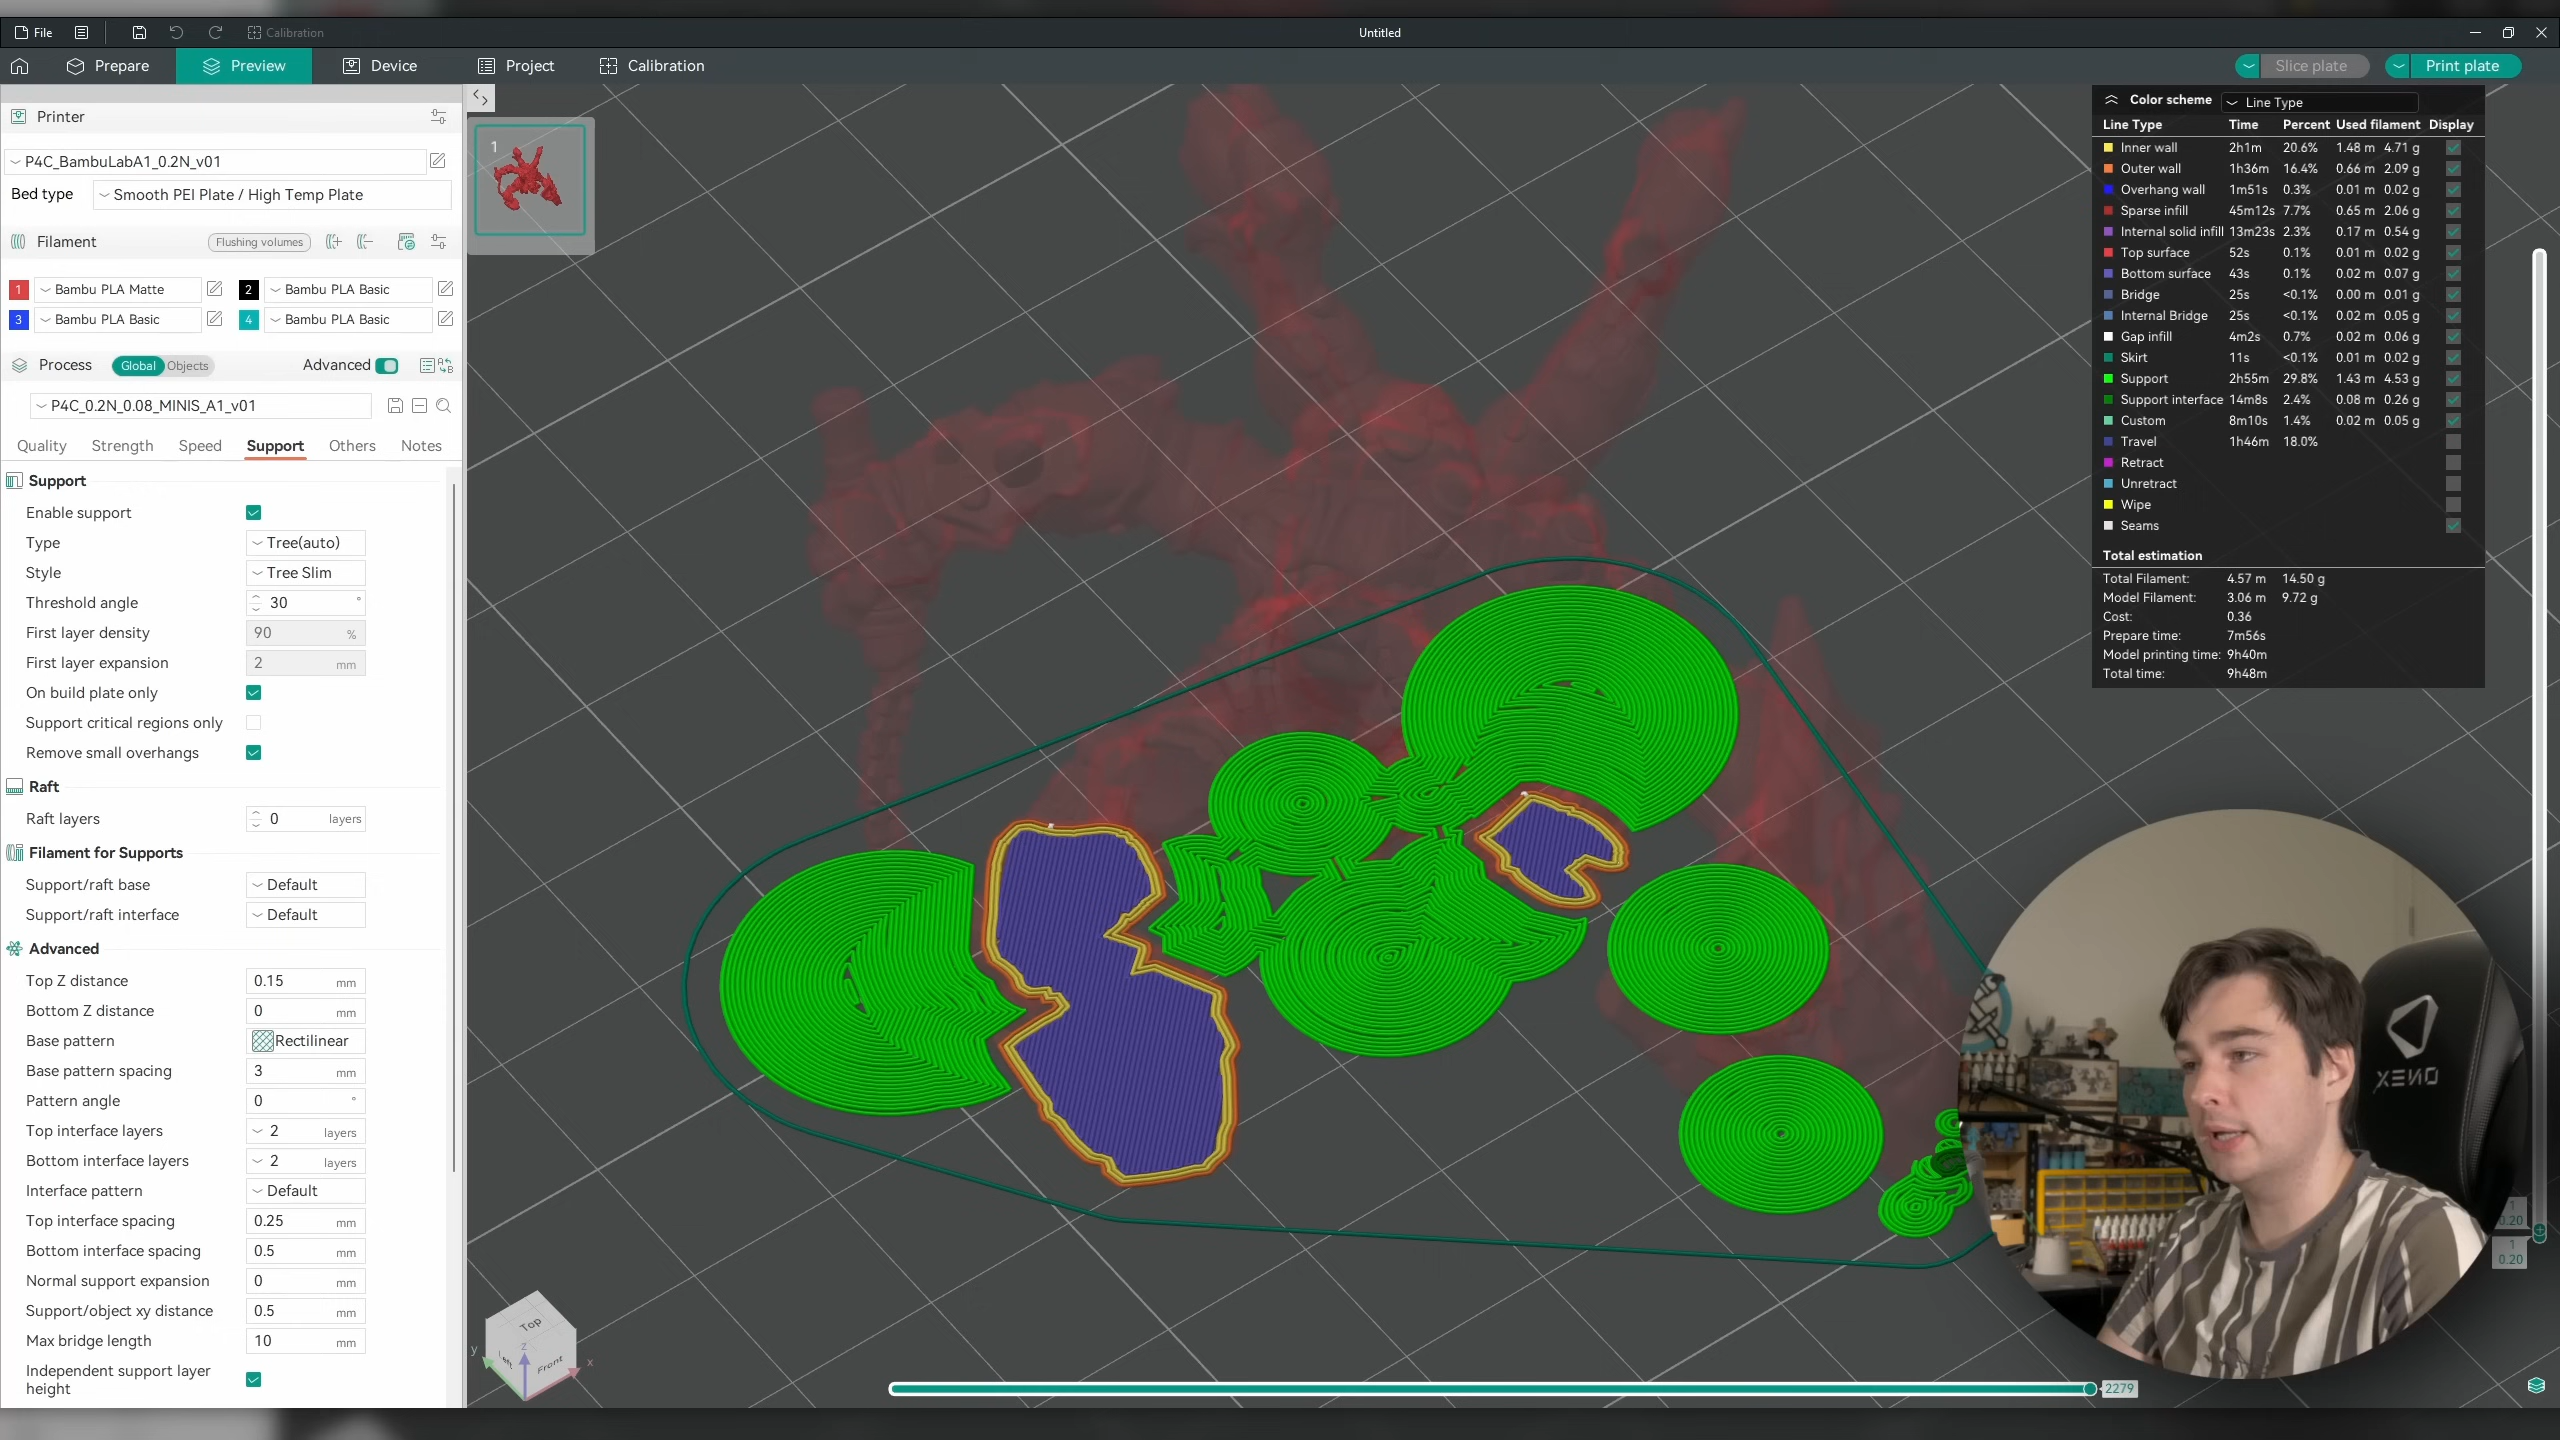 File
Calibration
Untitled
Prepare
Preview
Device
Project
Calibration
Slice plate
Print plate
Printer
P4C_BambuLabA1_0.2N_v01
Bed type
Smooth PEI Plate / High Temp Plate
Filament
Flushing volumes
1 Bambu PLA Matte
2 Bambu PLA Basic
3 Bambu PLA Basic
4 Bambu PLA Basic
Process
Global
Objects
Advanced
P4C_0.2N_0.08_MINIS_A1_v01
Quality
Strength
Speed
Support
Others
Notes
Support
Enable support
Type Tree(auto)
Style Tree Slim
Threshold angle 30 °
First layer density 90 %
First layer expansion 2 mm
On build plate only
Support critical regions only
Remove small overhangs
Raft
Raft layers 0 layers
Filament for Supports
Support/raft base Default
Support/raft interface Default
Advanced
Top Z distance 0.15 mm
Bottom Z distance 0 mm
Base pattern Rectilinear
Base pattern spacing 3 mm
Pattern angle 0 °
Top interface layers 2 layers
Bottom interface layers 2 layers
Interface pattern Default
Top interface spacing 0.25 mm
Bottom interface spacing 0.5 mm
Normal support expansion 0 mm
Support/object xy distance 0.5 mm
Max bridge length 10 mm
Independent support layer
height
1
Color scheme Line Type
Line Type Time Percent Used filament Display
Inner wall 2h1m 20.6% 1.48 m 4.71 g
Outer wall 1h36m 16.4% 0.66 m 2.09 g
Overhang wall 1m51s 0.3% 0.01 m 0.02 g
Sparse infill 45m12s 7.7% 0.65 m 2.06 g
Internal solid infill 13m23s 2.3% 0.17 m 0.54 g
Top surface 52s 0.1% 0.01 m 0.02 g
Bottom surface 43s 0.1% 0.02 m 0.07 g
Bridge 25s <0.1% 0.00 m 0.01 g
Internal Bridge 25s <0.1% 0.02 m 0.05 g
Gap infill 4m2s 0.7% 0.02 m 0.06 g
Skirt 11s <0.1% 0.01 m 0.02 g
Support 2h55m 29.8% 1.43 m 4.53 g
Support interface 14m8s 2.4% 0.08 m 0.26 g
Custom 8m10s 1.4% 0.02 m 0.05 g
Travel 1h46m 18.0%
Retract
Unretract
Wipe
Seams
Total estimation
Total Filament: 4.57 m 14.50 g
Model Filament: 3.06 m 9.72 g
Cost: 0.36
Prepare time: 7m56s
Model printing time: 9h40m
Total time: 9h48m
XENO
1
0.20
1
0.20
Top
Left
Front
z
y
x
2279